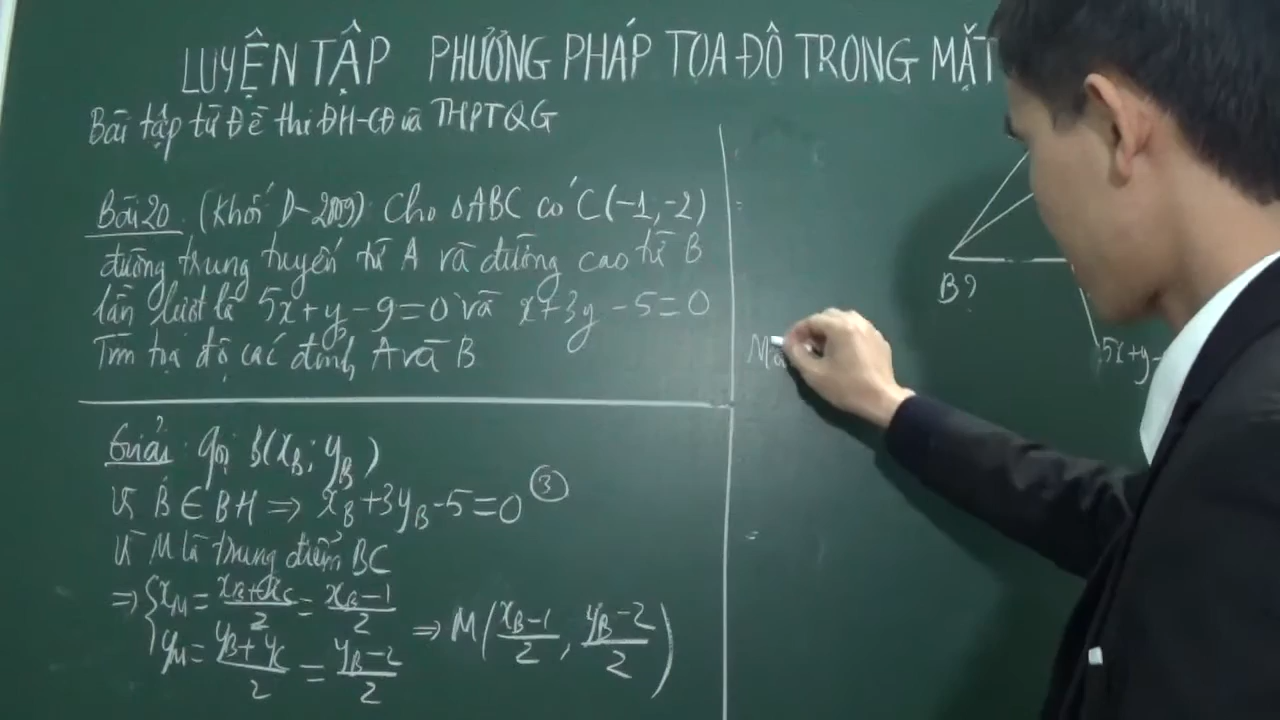 LUYỆN TẬP PHƯƠNG PHÁP TỌA ĐỘ TRONG MẶT
Bài tập từ Đề thi ĐH-CĐ và THPTQG
Bài 20. (Khối D-2009) Cho ΔABC có C(-1,-2)
đường trung tuyến từ A và đường cao từ B
lần lượt là 5x+y-9=0 và x+3y-5=0
Tìm tọa độ các đỉnh A và B
Giải: Gọi B(x_B; y_B)
Vì B ∈ BH ⇒ x_B+3y_B-5=0 ③
Vì M là trung điểm BC
⇒ { x_M = (x_B+x_C)/2 = (x_B-1)/2
y_M = (y_B+y_C)/2 = (y_B-2)/2 ⇒ M((x_B-1)/2, (y_B-2)/2)
B?
5x+y-